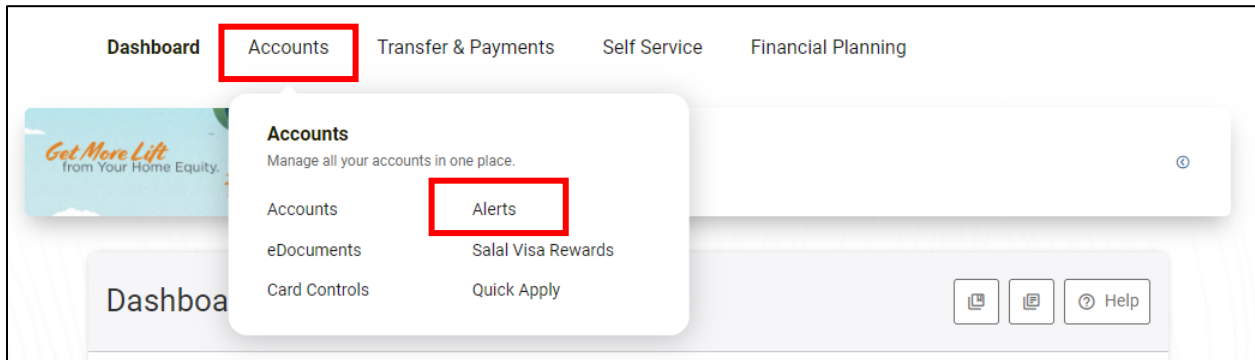 Dashboard Accounts Transfer & Payments Self Service Financial Planning
Get More Lift
from Your Home Equity.
Accounts
Manage all your accounts in one place.
Accounts Alerts
eDocuments Salal Visa Rewards
Card Controls Quick Apply
Dashboa
Help